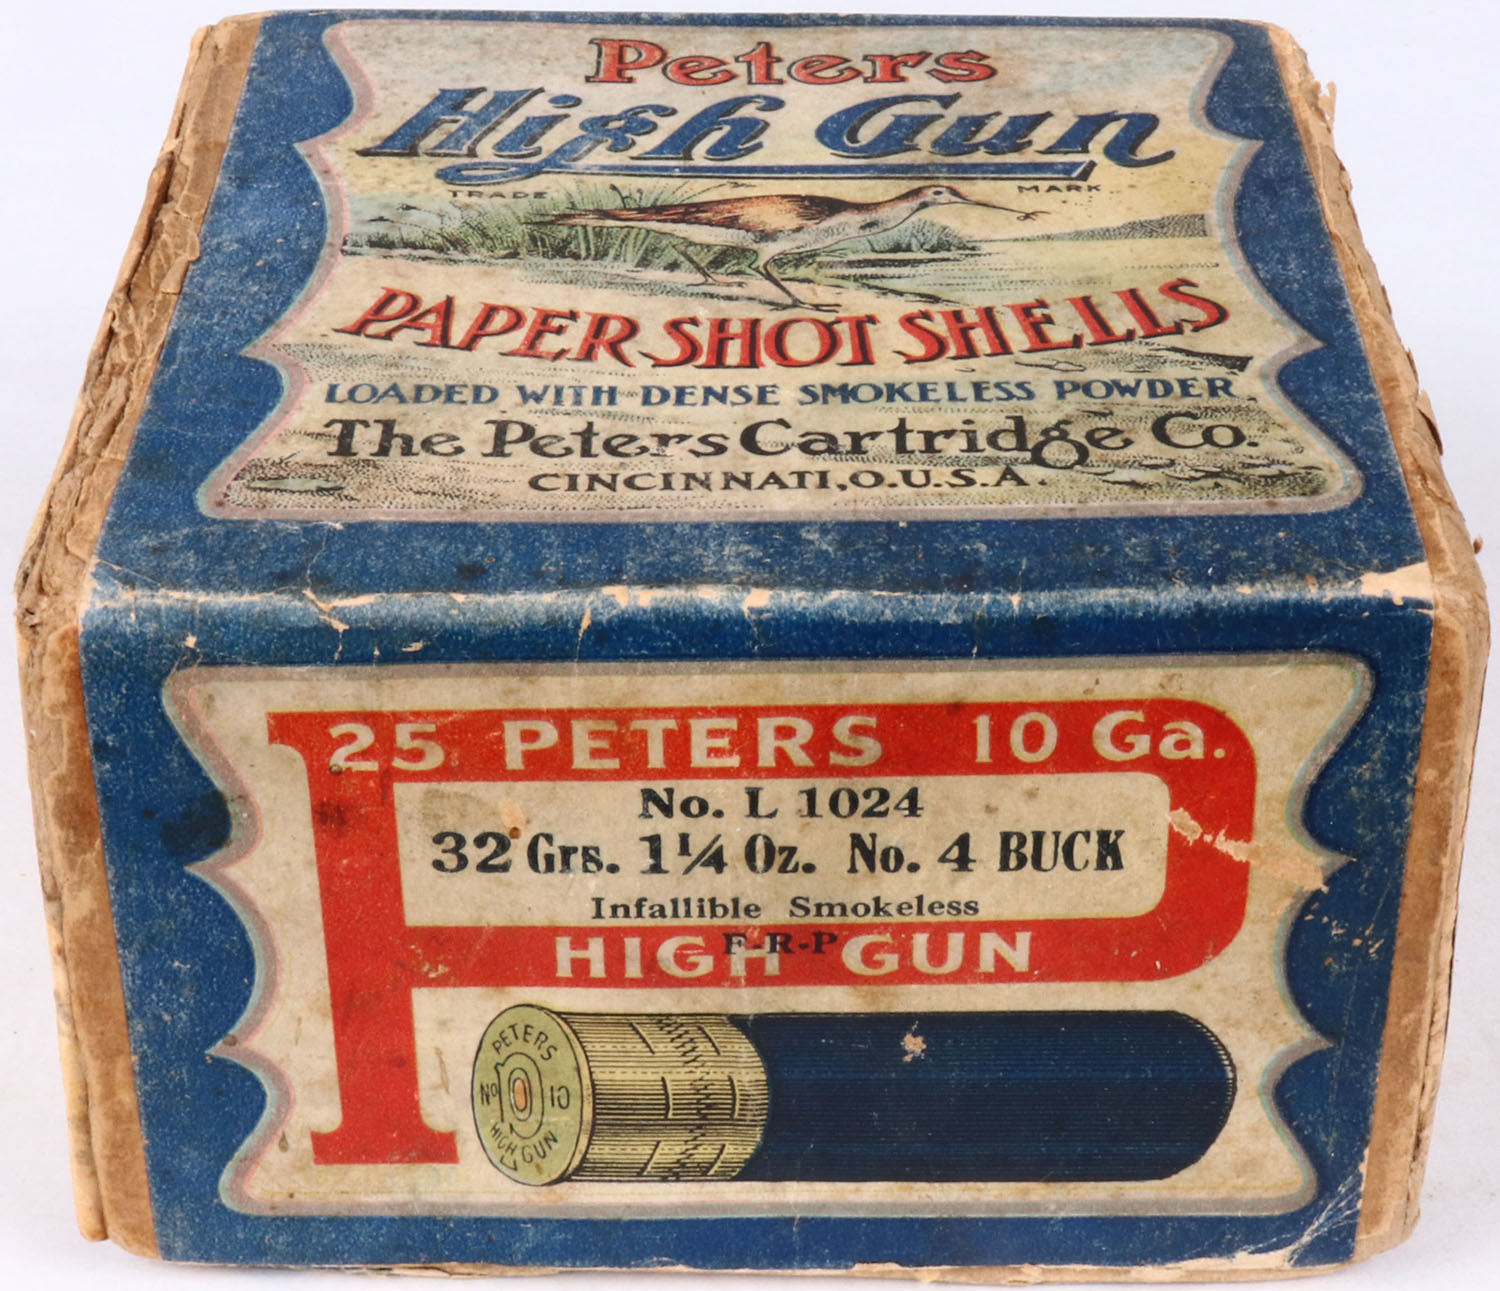 Peters
High Gun
TRADE MARK
PAPER SHOT SHELLS
LOADED WITH DENSE SMOKELESS POWDER
The Peters Cartridge Co.
CINCINNATI, O. U.S.A.
25 PETERS 10 Ga.
No. L 1024
32 Grs. 1 1/4 Oz. No. 4 BUCK
Infallible Smokeless
F-R-P
HIGH GUN
PETERS
No 10
HIGH GUN